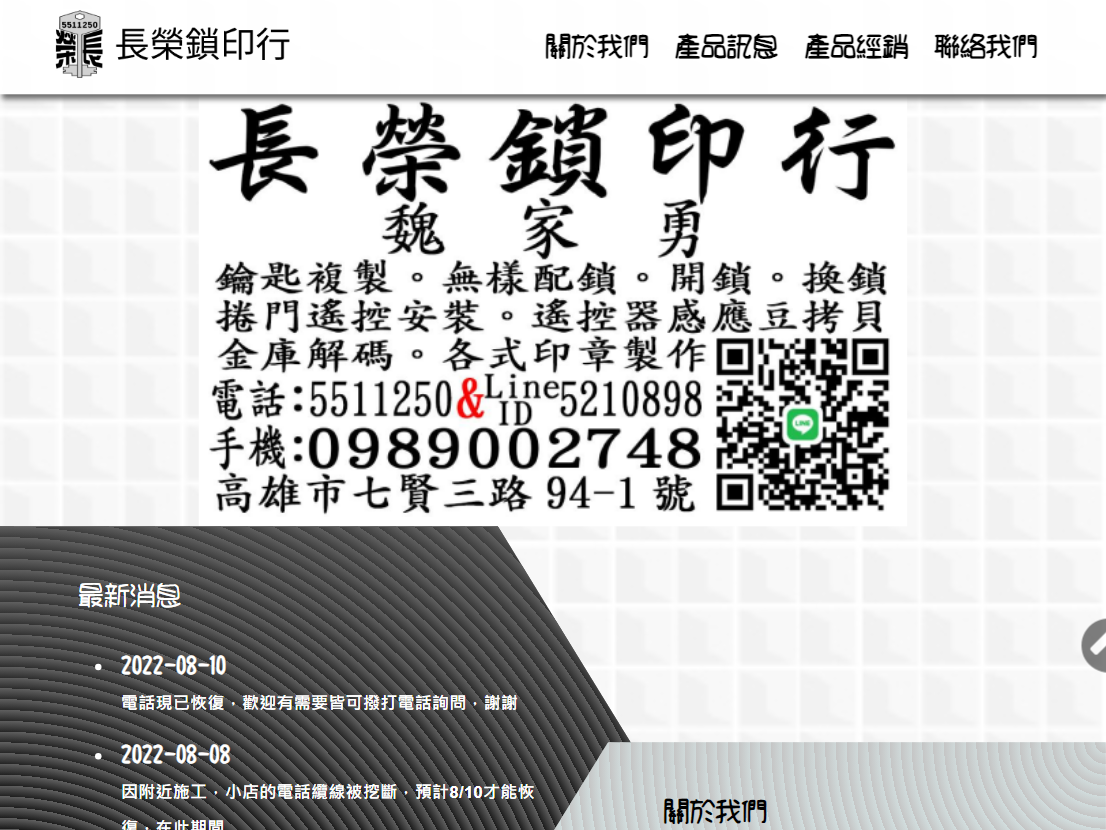 5511250
榮長
長榮鎖印行
關於我們 產品訊息 產品經銷 聯絡我們
長榮鎖印行
魏家勇
鑰匙複製。無樣配鎖。開鎖。換鎖
捲門遙控安裝。遙控器感應豆拷貝
金庫解碼。各式印章製作
電話:5511250&Line ID 5210898
手機:0989002748
高雄市七賢三路 94-1 號
LINE
最新消息
2022-08-10
電話現已恢復,歡迎有需要皆可撥打電話詢問,謝謝
2022-08-08
因附近施工,小店的電話纜線被挖斷,預計8/10才能恢
復,在此期間
關於我們